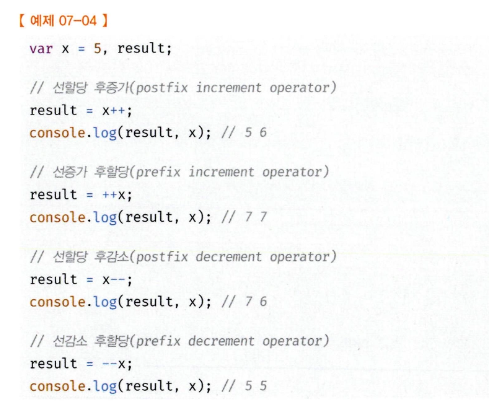 【 예제 07-04 】
var x = 5, result;
// 선할당 후증가(postfix increment operator)
result = x++;
console.log(result, x); // 5 6
// 선증가 후할당(prefix increment operator)
result = ++x;
console.log(result, x); // 7 7
// 선할당 후감소(postfix decrement operator)
result = x--;
console.log(result, x); // 7 6
// 선감소 후할당(prefix decrement operator)
result = --x;
console.log(result, x); // 5 5